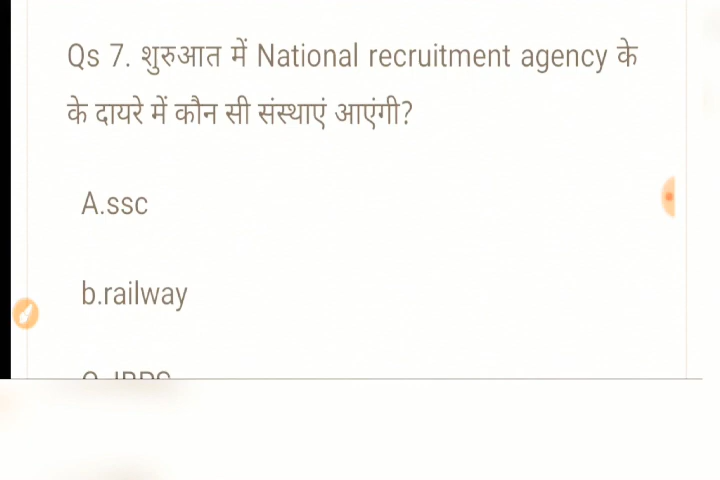 Qs 7. शुरुआत में National recruitment agency के
के दायरे में कौन सी संस्थाएं आएंगी?
A.ssc
b.railway